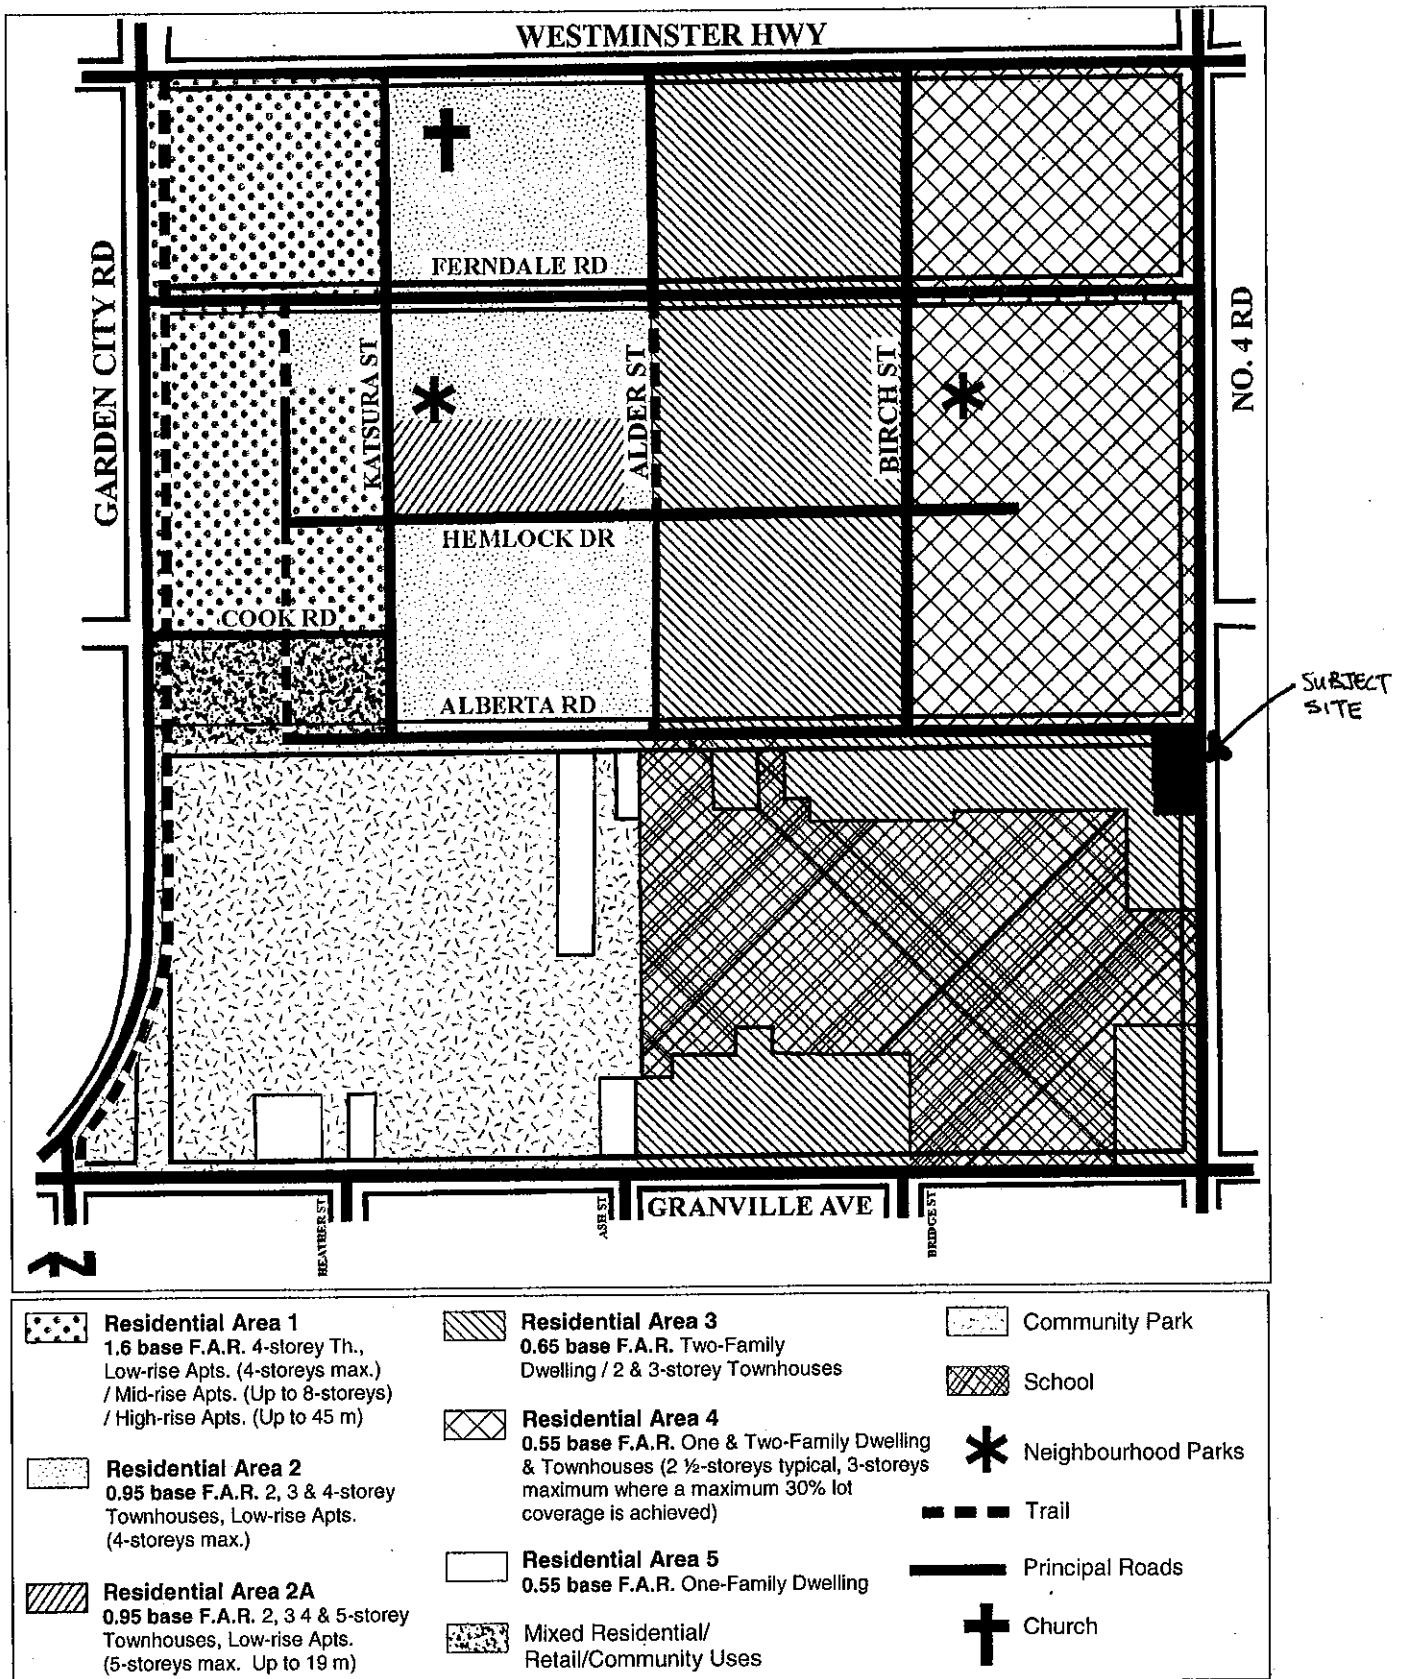 WESTMINSTER HWY
GARDEN CITY RD
FERNDALE RD
NO. 4 RD
KATSURA ST
ALDER ST
BIRCH ST
HEMLOCK DR
COOK RD
ALBERTA RD
SUBJECT
SITE
HEATHER ST
ASH ST
GRANVILLE AVE
BRIDGE ST
Z
Residential Area 1
1.6 base F.A.R. 4-storey Th.,
Low-rise Apts. (4-storeys max.)
/ Mid-rise Apts. (Up to 8-storeys)
/ High-rise Apts. (Up to 45 m)
Residential Area 2
0.95 base F.A.R. 2, 3 & 4-storey
Townhouses, Low-rise Apts.
(4-storeys max.)
Residential Area 2A
0.95 base F.A.R. 2, 3 4 & 5-storey
Townhouses, Low-rise Apts.
(5-storeys max. Up to 19 m)
Residential Area 3
0.65 base F.A.R. Two-Family
Dwelling / 2 & 3-storey Townhouses
Residential Area 4
0.55 base F.A.R. One & Two-Family Dwelling
& Townhouses (2 ½-storeys typical, 3-storeys
maximum where a maximum 30% lot
coverage is achieved)
Residential Area 5
0.55 base F.A.R. One-Family Dwelling
Mixed Residential/
Retail/Community Uses
Community Park
School
Neighbourhood Parks
Trail
Principal Roads
Church